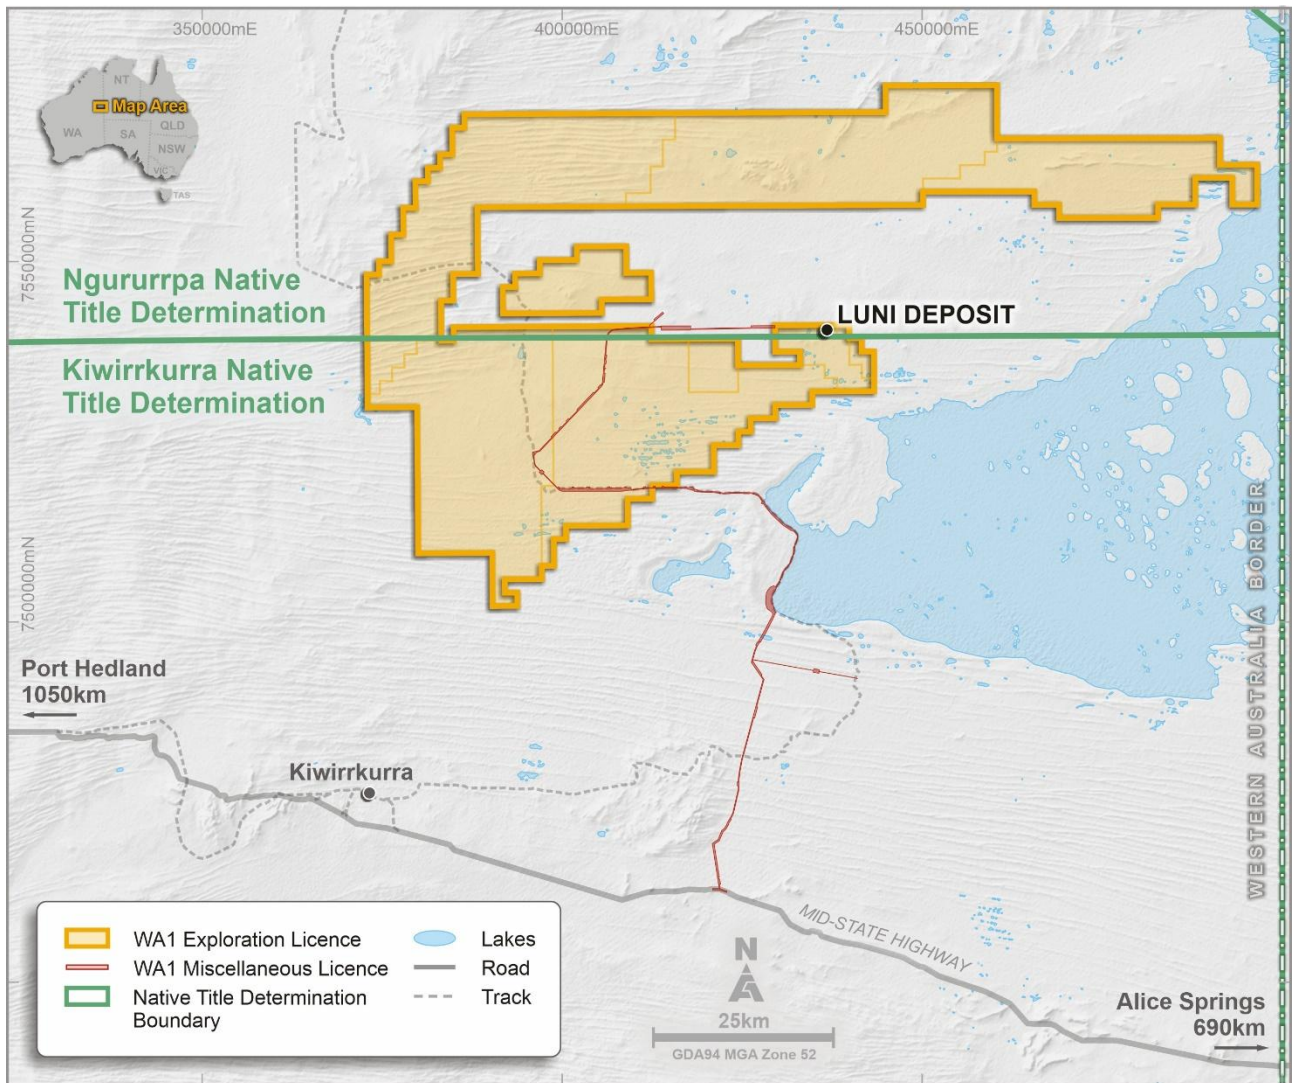 350000mE
400000mE
450000mE
NT
Map Area
WA
SA
QLD
NSW
VIC
TAS
7550000mN
Ngururrpa Native
Title Determination
LUNI DEPOSIT
Kiwirrkurra Native
Title Determination
7500000mN
WESTERN AUSTRALIA BORDER
Port Hedland
1050km
Kiwirrkurra
MID-STATE HIGHWAY
WA1 Exploration Licence
WA1 Miscellaneous Licence
Native Title Determination
Boundary
Lakes
Road
Track
N
25km
GDA94 MGA Zone 52
Alice Springs
690km